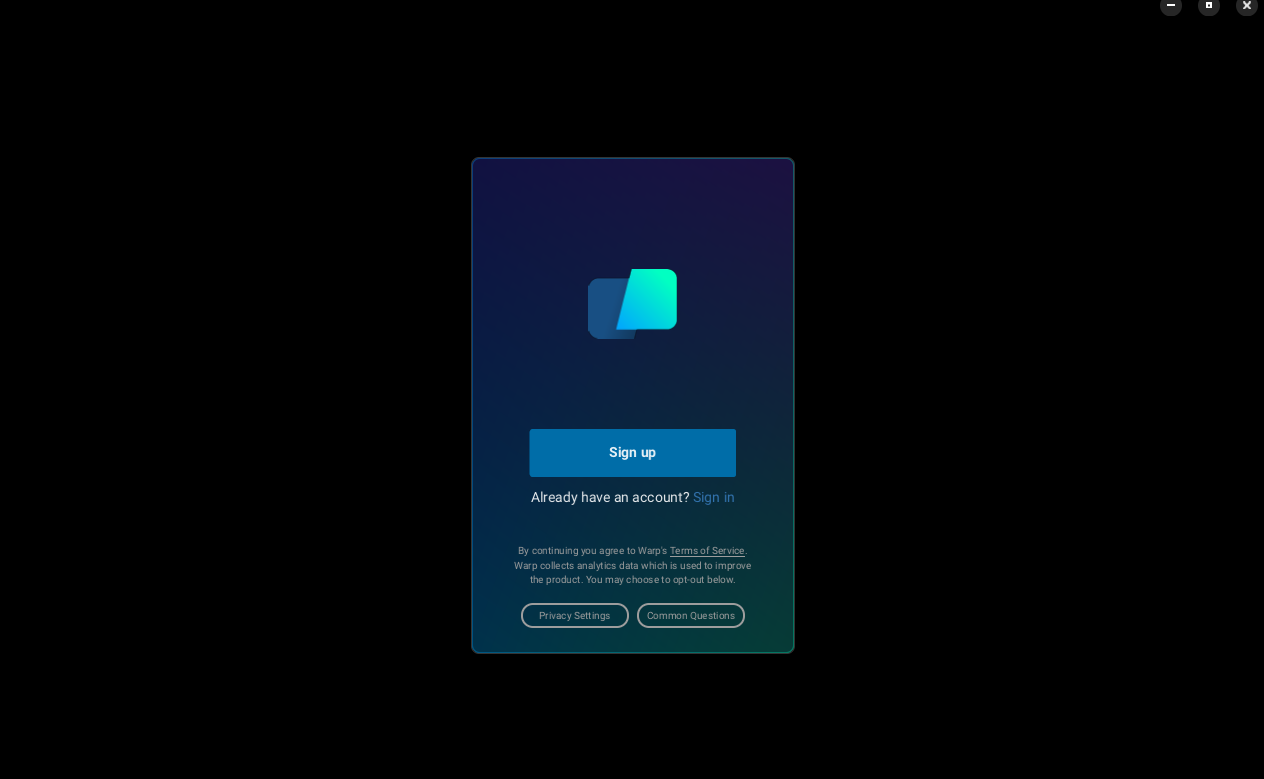 Sign up
Already have an account? Sign in
By continuing you agree to Warp's Terms of Service.
Warp collects analytics data which is used to improve
the product. You may choose to opt-out below.
Privacy Settings
Common Questions